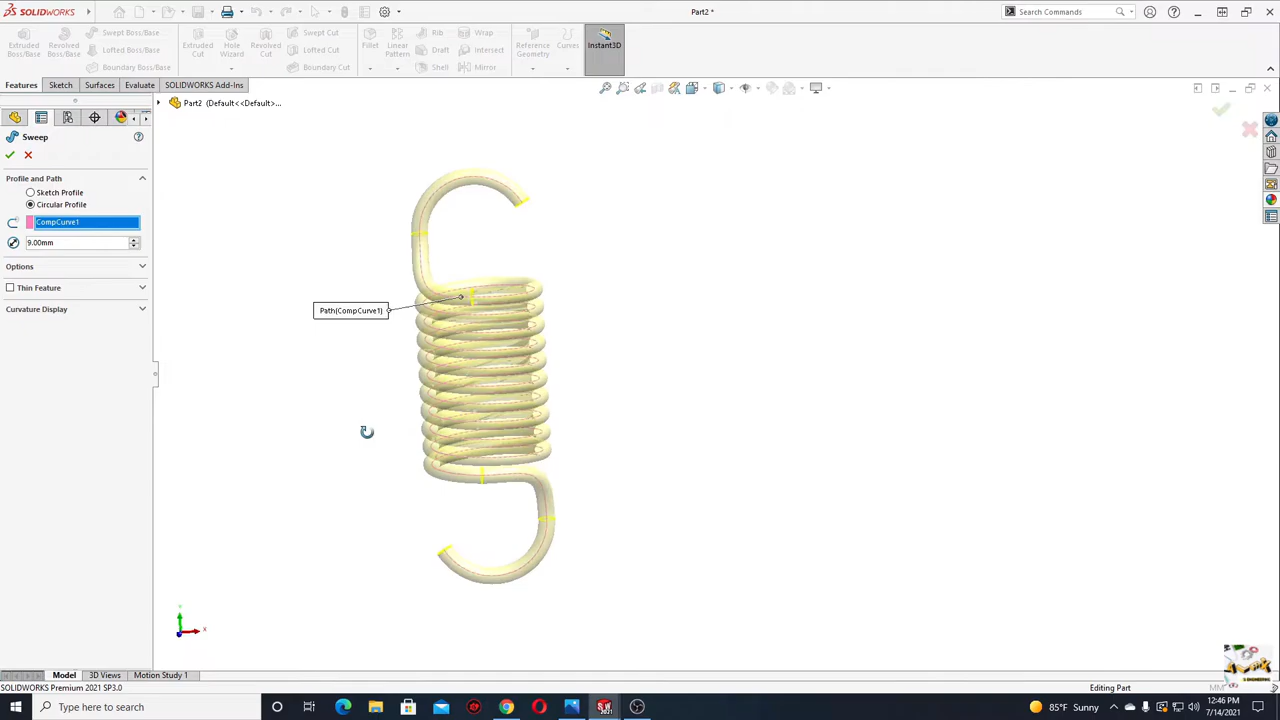 SOLIDWORKS
Part2 *
Search Commands
Extruded Boss/Base
Revolved Boss/Base
Swept Boss/Base
Lofted Boss/Base
Boundary Boss/Base
Extruded Cut
Hole Wizard
Revolved Cut
Swept Cut
Lofted Cut
Boundary Cut
Fillet
Linear Pattern
Rib
Draft
Shell
Wrap
Intersect
Mirror
Reference Geometry
Curves
Instant3D
Features
Sketch
Surfaces
Evaluate
SOLIDWORKS Add-Ins
Part2 (Default<<Default>...
Sweep
Profile and Path
Sketch Profile
Circular Profile
CompCurve1
9.00mm
Options
Thin Feature
Curvature Display
Path(CompCurve1)
Y
X
Model
3D Views
Motion Study 1
SOLIDWORKS Premium 2021 SP3.0
Editing Part
Type here to search
85°F Sunny
12:46 PM
7/14/2021